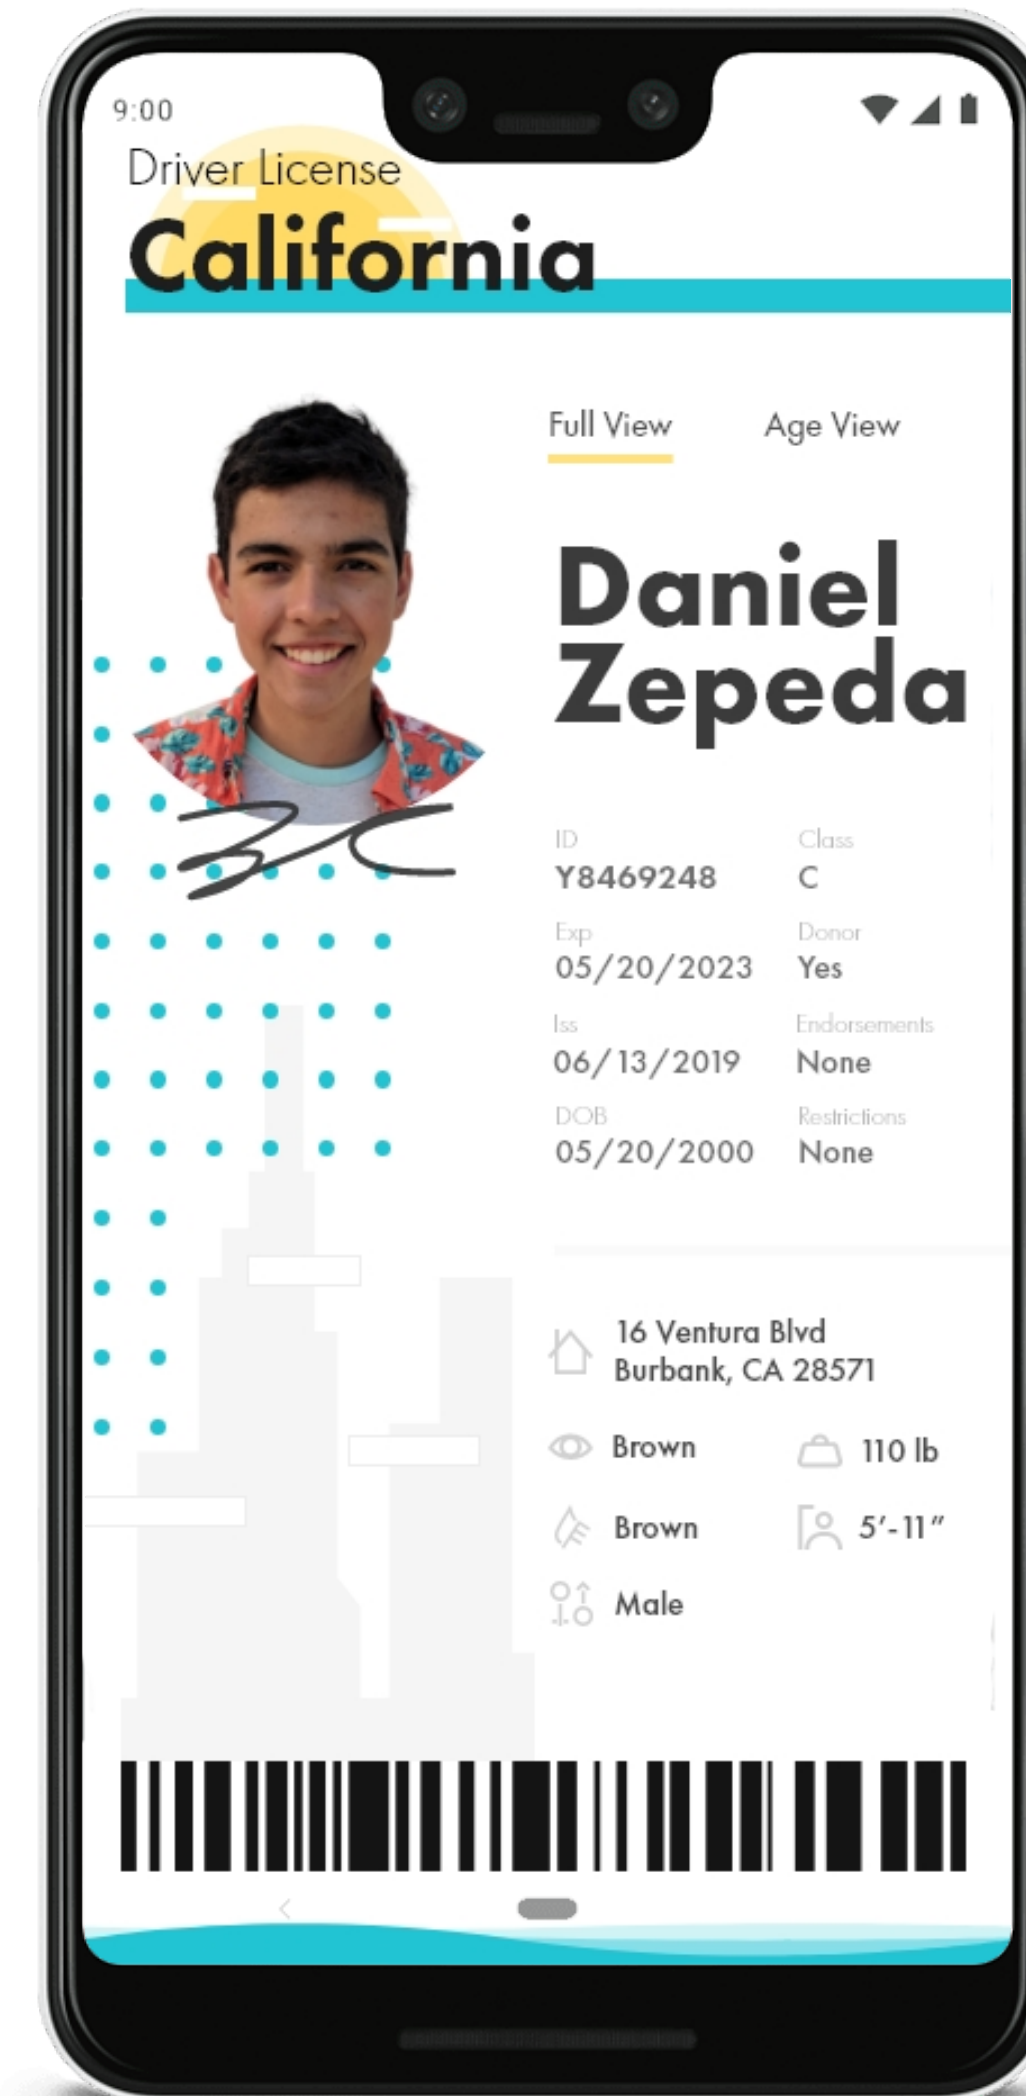 9:00
Driver License
California
Full View Age View
Daniel
Zepeda
ID Class
Y8469248 C
Exp Donor
05/20/2023 Yes
Iss Endorsements
06/13/2019 None
DOB Restrictions
05/20/2000 None
16 Ventura Blvd
Burbank, CA 28571
Brown 110 lb
Brown 5'-11"
Male